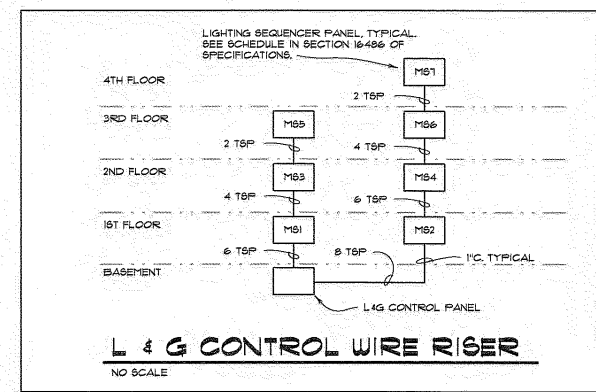 LIGHTING SEQUENCER PANEL, TYPICAL.
SEE SCHEDULE IN SECTION 16486 OF
SPECIFICATIONS.
MS7
4TH FLOOR
2 TSP
3RD FLOOR
MS5
MS6
2 TSP
4 TSP
2ND FLOOR
MS3
MS4
4 TSP
6 TSP
1ST FLOOR
MS1
MS2
6 TSP
8 TSP
1"C. TYPICAL
BASEMENT
L&G CONTROL PANEL
L & G CONTROL WIRE RISER
NO SCALE